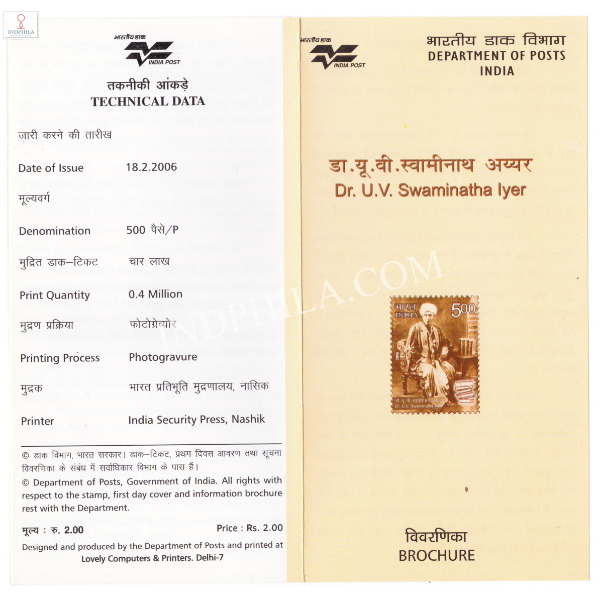 INDPHILA
भारतीय डाक
INDIA POST
तकनीकी आंकड़े
TECHNICAL DATA
ज़ारी करने की तारीख
Date of Issue 18.2.2006
मूल्यवर्ग
Denomination 500 पैसे/P
मुद्रित डाक–टिकट चार लाख
Print Quantity 0.4 Million
मुद्रण प्रक्रिया फोटोग्रेव्योर
Printing Process Photogravure
मुद्रक भारत प्रतिभूति मुद्रणालय, नासिक
Printer India Security Press, Nashik
© डाक विभाग, भारत सरकार। डाक–टिकट, प्रथम दिवस आवरण तथा सूचना
विवरणिका के संबंध में सर्वाधिकार विभाग के पास हैं।
© Department of Posts, Government of India. All rights with
respect to the stamp, first day cover and information brochure
rest with the Department.
मूल्य : रु. 2.00 Price : Rs. 2.00
Designed and produced by the Department of Posts and printed at
Lovely Computers & Printers. Delhi-7
भारतीय डाक
INDIA POST
भारतीय डाक विभाग
DEPARTMENT OF POSTS
INDIA
डा.यू.वी.स्वामीनाथ अय्यर
Dr. U.V. Swaminatha Iyer
भारत 500
INDIA
Dr. U.V. Swaminatha Iyer
विवरणिका
BROCHURE
INDPHILA.COM